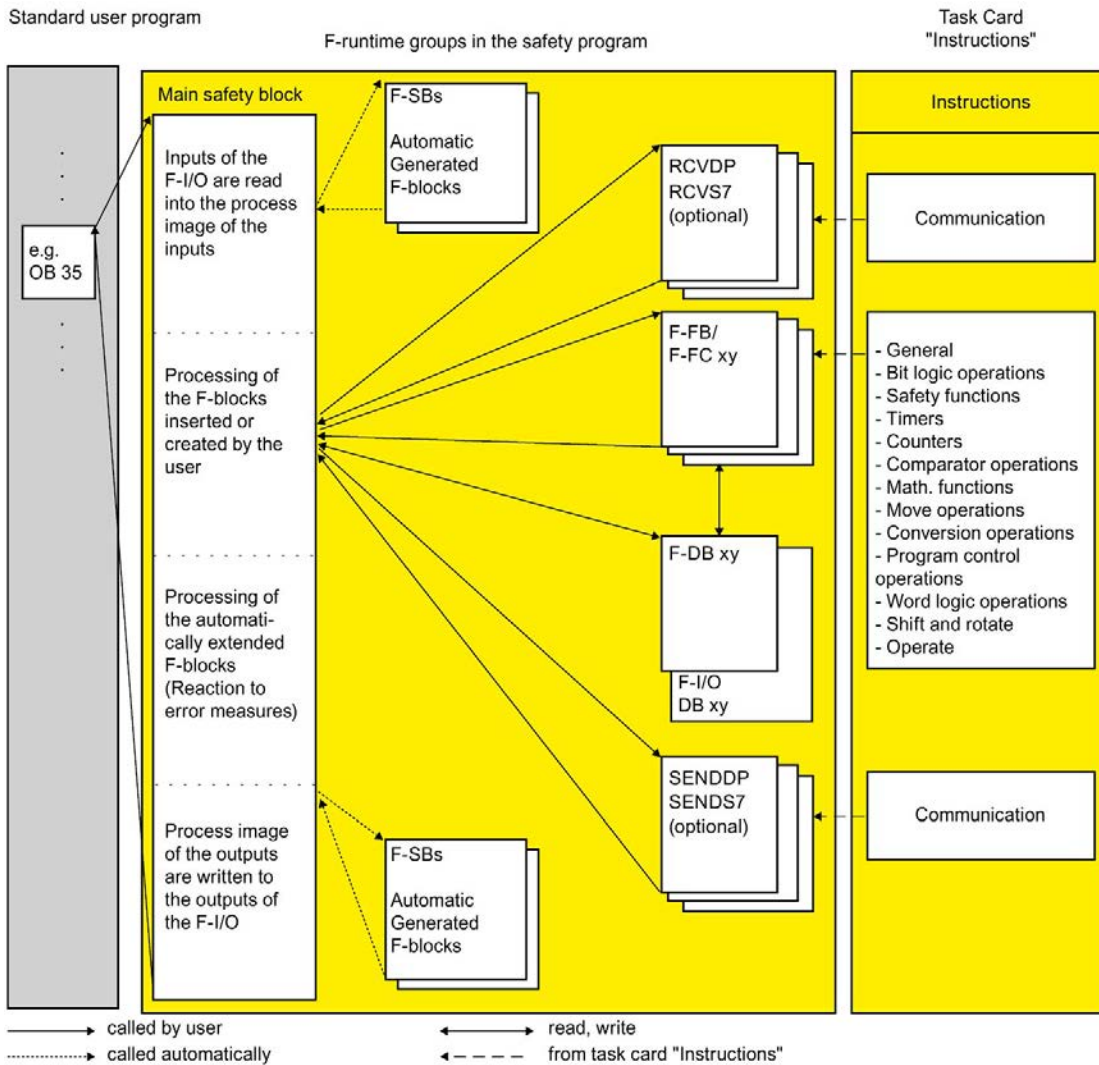 Standard user program
F-runtime groups in the safety program
Task Card
"Instructions"
.
.
.
.
e.g.
OB 35
.
.
.
.
Main safety block
Inputs of the
F-I/O are read
into the process
image of the
inputs
Processing of
the F-blocks
inserted or
created by the
user
Processing of
the automati-
cally extended
F-blocks
(Reaction to
error measures)
Process image
of the outputs
are written to
the outputs of
the F-I/O
F-SBs
Automatic
Generated
F-blocks
RCVDP
RCVS7
(optional)
F-FB/
F-FC xy
F-DB xy
F-I/O
DB xy
SENDDP
SENDS7
(optional)
F-SBs
Automatic
Generated
F-blocks
Instructions
Communication
- General
- Bit logic operations
- Safety functions
- Timers
- Counters
- Comparator operations
- Math. functions
- Move operations
- Conversion operations
- Program control
operations
- Word logic operations
- Shift and rotate
- Operate
Communication
called by user
called automatically
read, write
from task card "Instructions"